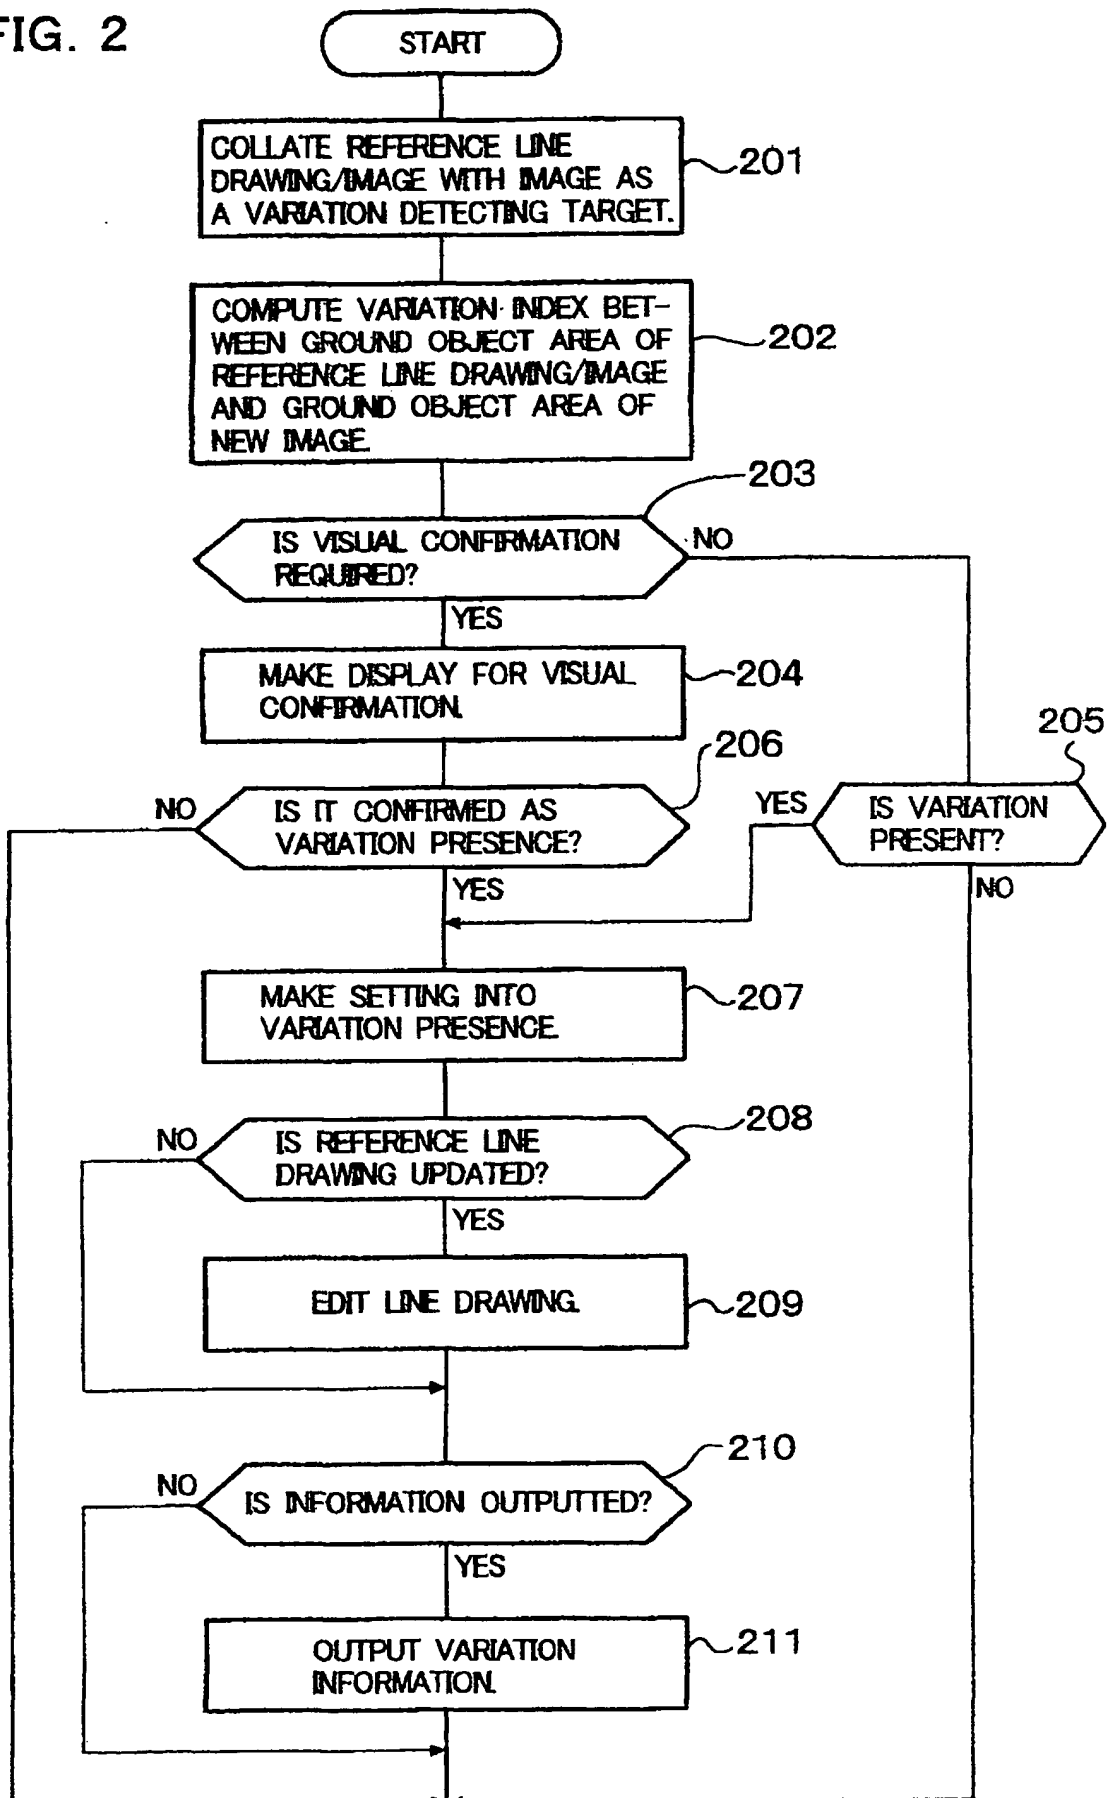 FIG. 2
START
COLLATE REFERENCE LINE
DRAWING/IMAGE WITH IMAGE AS
A VARIATION DETECTING TARGET.
201
COMPUTE VARIATION INDEX BET-
WEEN GROUND OBJECT AREA OF
REFERENCE LINE DRAWING/IMAGE
AND GROUND OBJECT AREA OF
NEW IMAGE.
202
203
IS VISUAL CONFIRMATION
REQUIRED?
NO
YES
MAKE DISPLAY FOR VISUAL
CONFIRMATION.
204
205
206
NO
IS IT CONFIRMED AS
VARIATION PRESENCE?
YES
YES
IS VARIATION
PRESENT?
NO
MAKE SETTING INTO
VARIATION PRESENCE.
207
208
NO
IS REFERENCE LINE
DRAWING UPDATED?
YES
EDIT LINE DRAWING.
209
210
NO
IS INFORMATION OUTPUTTED?
YES
OUTPUT VARIATION
INFORMATION.
211